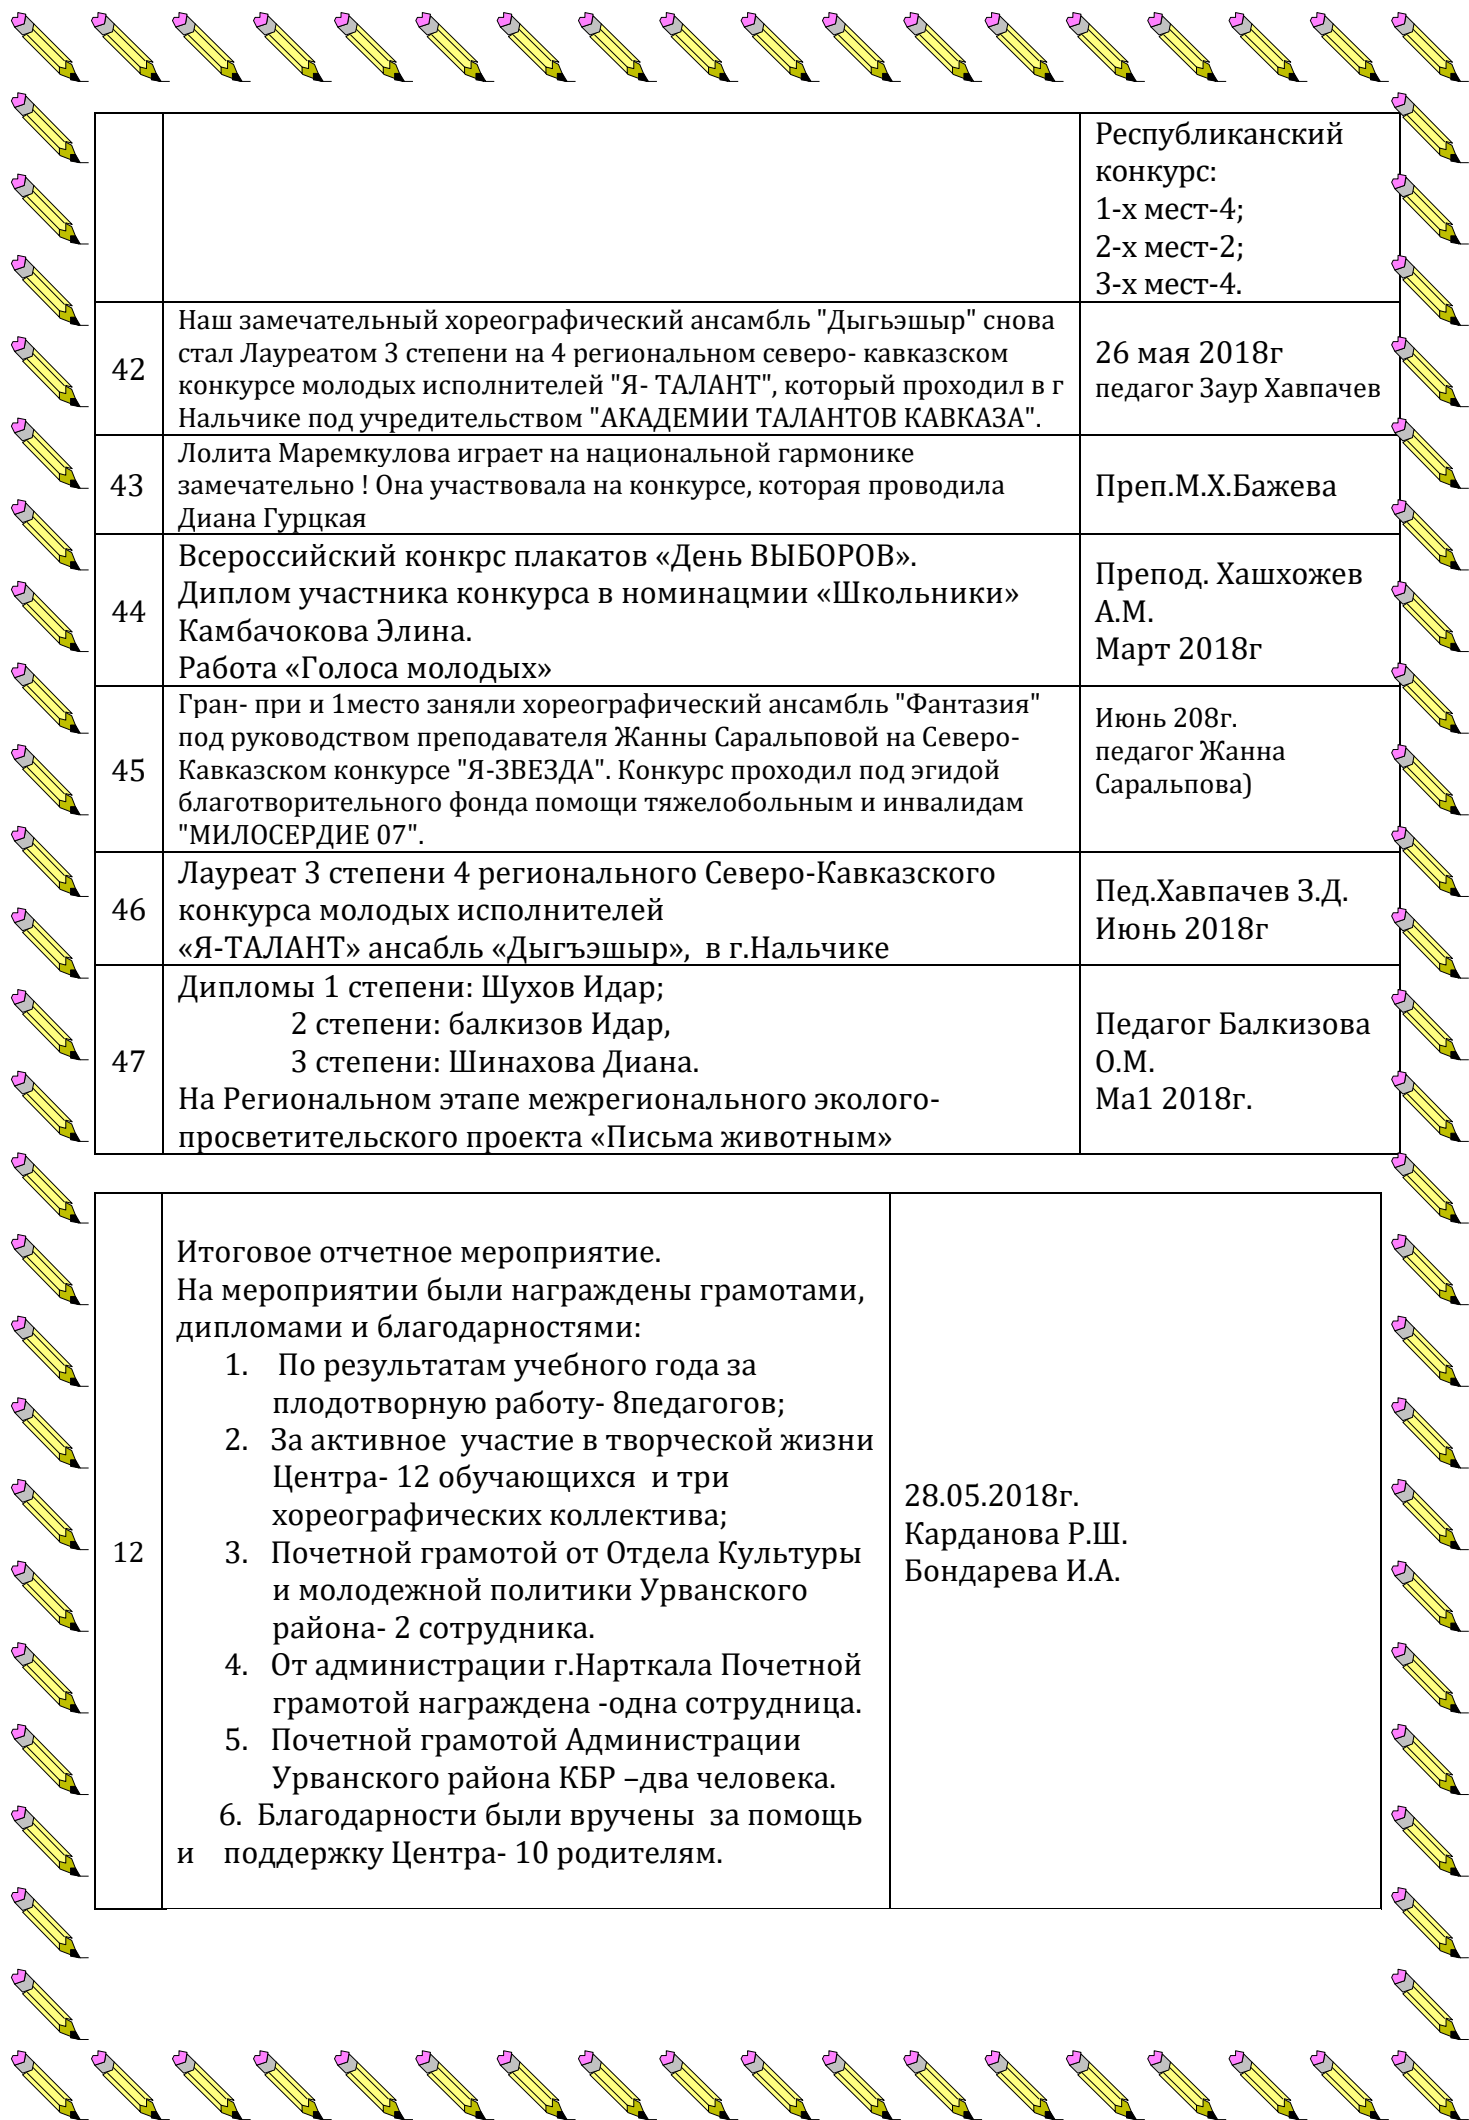 Республиканский
конкурс:
1-х мест-4;
2-х мест-2;
3-х мест-4.
42
Наш замечательный хореографический ансамбль "Дыгьэшыр" снова
стал Лауреатом 3 степени на 4 региональном северо- кавказском
конкурсе молодых исполнителей "Я- ТАЛАНТ", который проходил в г
Нальчике под учредительством "АКАДЕМИИ ТАЛАНТОВ КАВКАЗА".
26 мая 2018г
педагог Заур Хавпачев
43
Лолита Маремкулова играет на национальной гармонике
замечательно ! Она участвовала на конкурсе, которая проводила
Диана Гурцкая
Преп.М.Х.Бажева
44
Всероссийский конкрс плакатов «День ВЫБОРОВ».
Диплом участника конкурса в номинацмии «Школьники»
Камбачокова Элина.
Работа «Голоса молодых»
Препод. Хашхожев
А.М.
Март 2018г
45
Гран- при и 1место заняли хореографический ансамбль "Фантазия"
под руководством преподавателя Жанны Саральповой на Северо-
Кавказском конкурсе "Я-ЗВЕЗДА". Конкурс проходил под эгидой
благотворительного фонда помощи тяжелобольным и инвалидам
"МИЛОСЕРДИЕ 07".
Июнь 208г.
педагог Жанна
Саральпова)
46
Лауреат 3 степени 4 регионального Северо-Кавказского
конкурса молодых исполнителей
«Я-ТАЛАНТ» ансабль «Дыгъэшыр»,  в г.Нальчике
Пед.Хавпачев З.Д.
Июнь 2018г
47
Дипломы 1 степени: Шухов Идар;
2 степени: балкизов Идар,
3 степени: Шинахова Диана.
На Региональном этапе межрегионального эколого-
просветительского проекта «Письма животным»
Педагог Балкизова
О.М.
Ма1 2018г.
12
Итоговое отчетное мероприятие.
На мероприятии были награждены грамотами,
дипломами и благодарностями:
1. По результатам учебного года за
плодотворную работу- 8педагогов;
2. За активное  участие в творческой жизни
Центра- 12 обучающихся  и три
хореографических коллектива;
3. Почетной грамотой от Отдела Культуры
и молодежной политики Урванского
района- 2 сотрудника.
4. От администрации г.Нарткала Почетной
грамотой награждена -одна сотрудница.
5. Почетной грамотой Администрации
Урванского района КБР –два человека.
6. Благодарности были вручены  за помощь
и поддержку Центра- 10 родителям.
28.05.2018г.
Карданова Р.Ш.
Бондарева И.А.